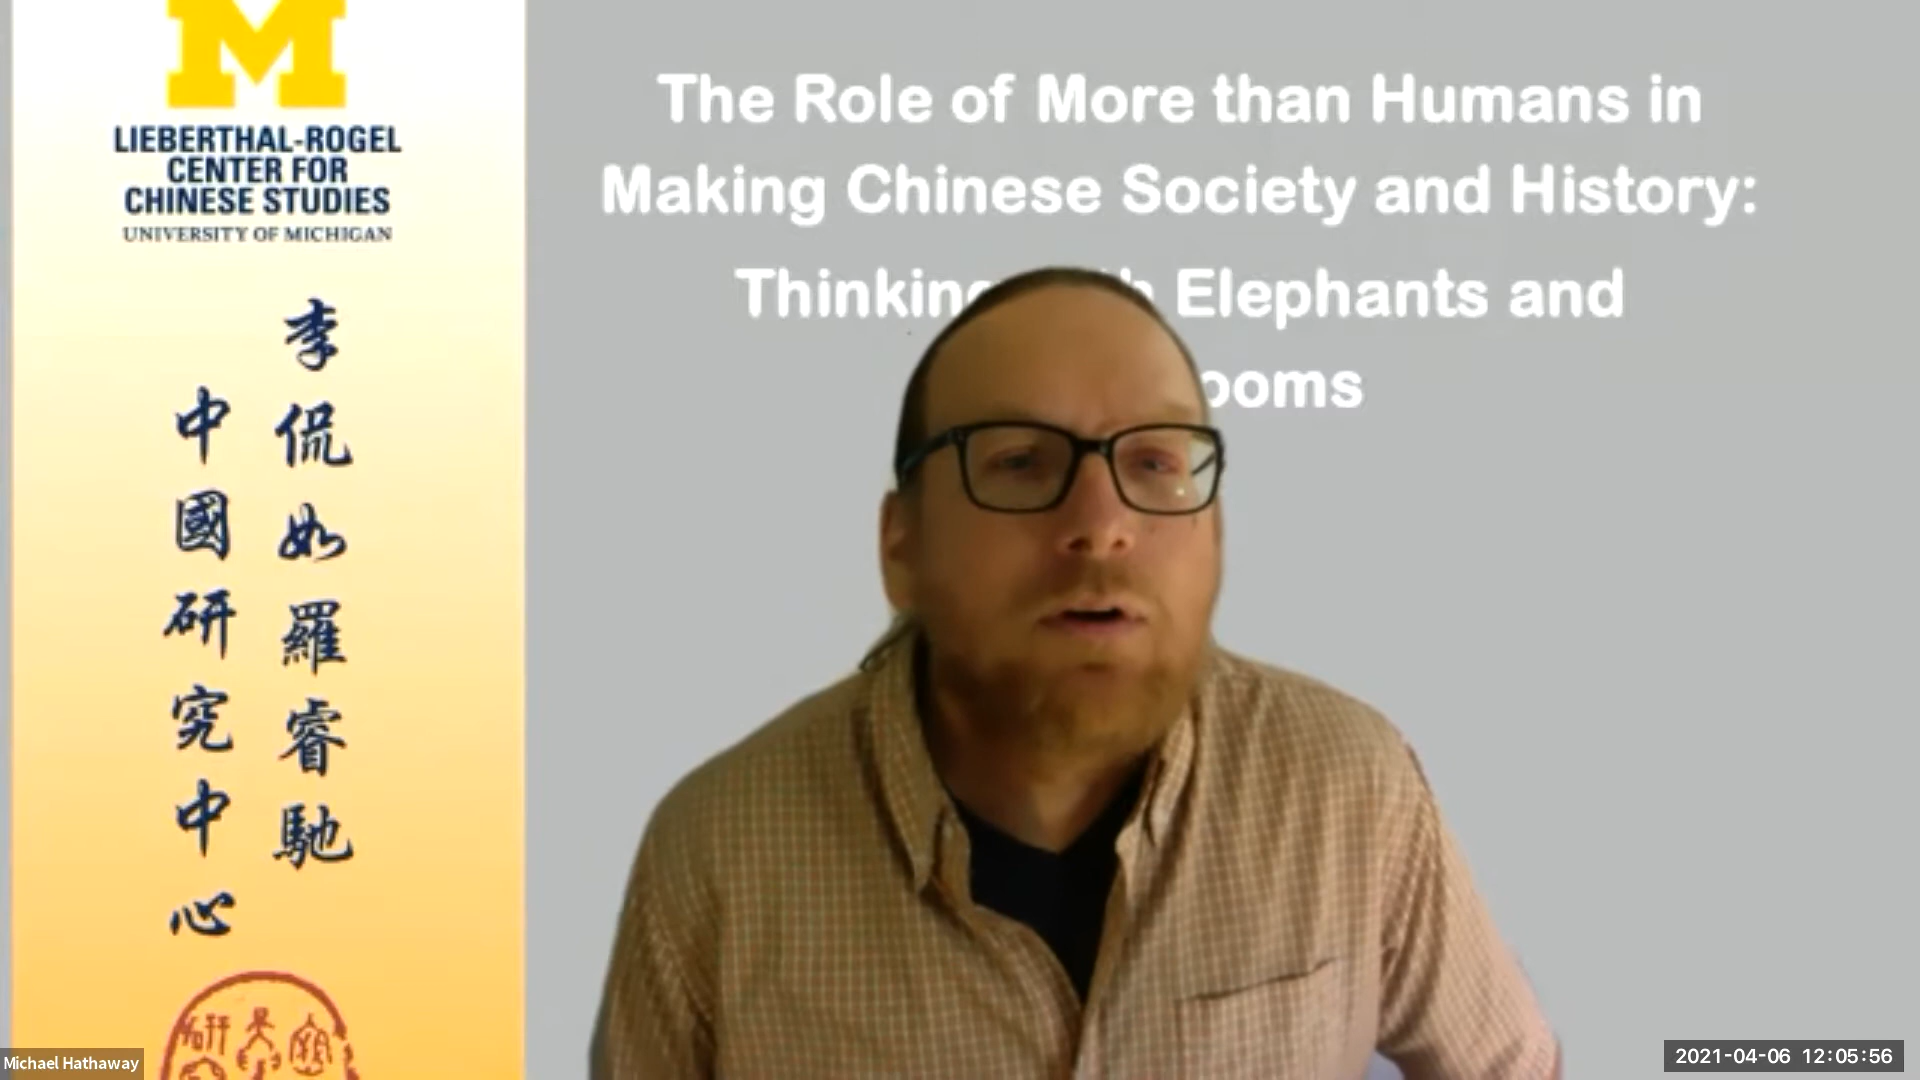 M
LIEBERTHAL-ROGEL
CENTER FOR
CHINESE STUDIES
UNIVERSITY OF MICHIGAN
李侃如羅睿馳
中國研究中心
The Role of More than Humans in
Making Chinese Society and History:
Elephants and
Michael Hathaway
2021-04-06 12:05:56